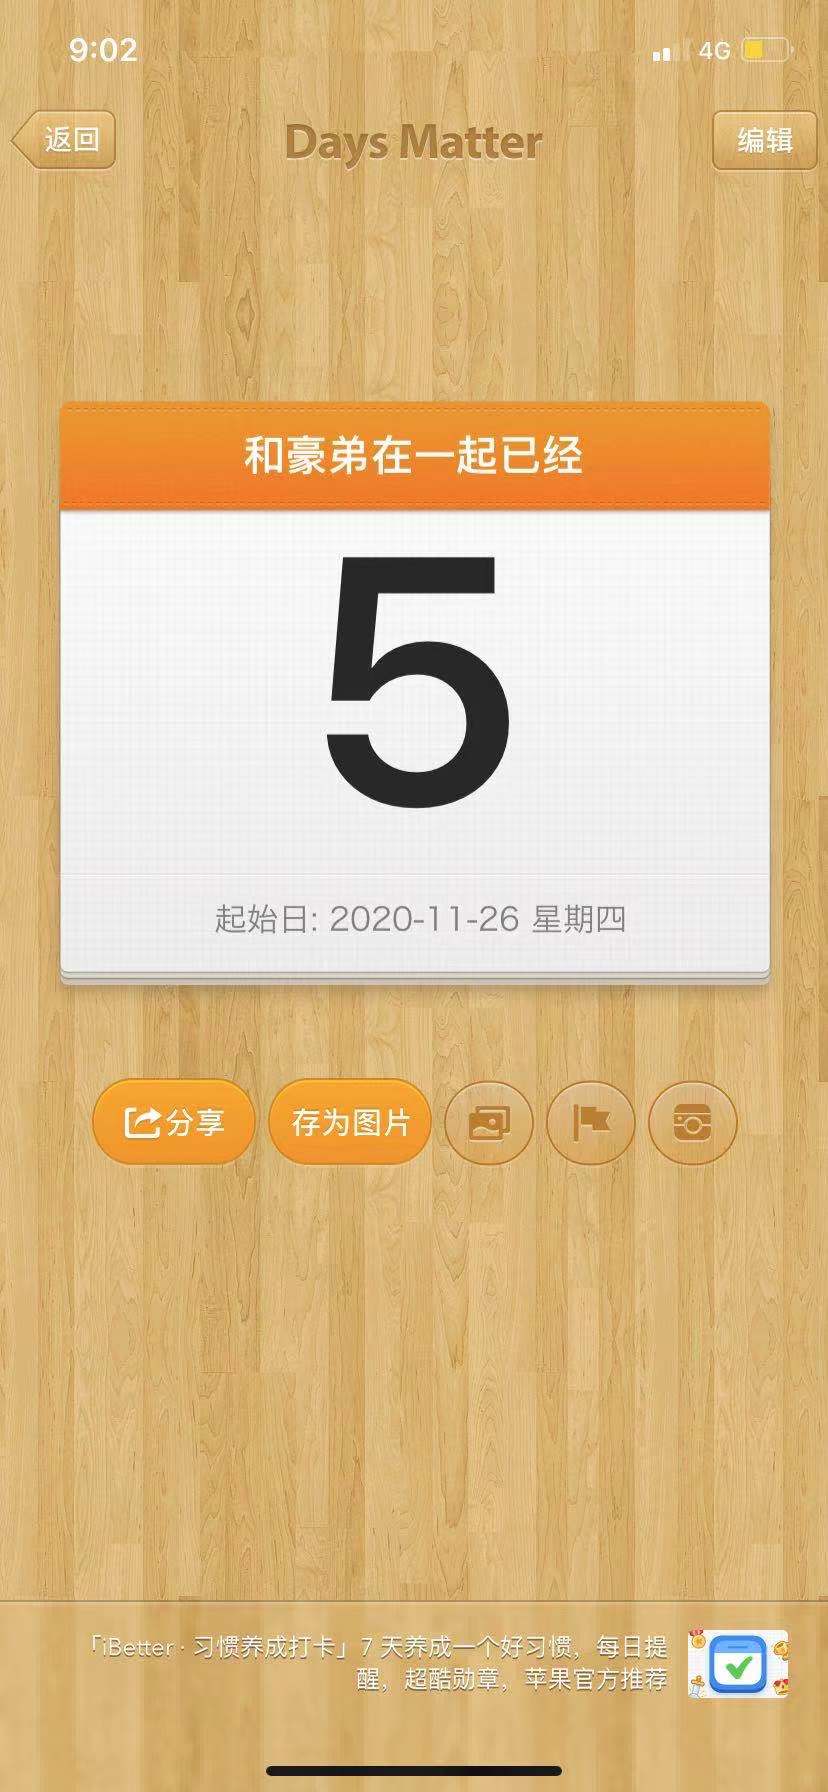 9:02
4G
返回
Days Matter
编辑
和豪弟在一起已经
5
起始日: 2020-11-26 星期四
分享
存为图片
「iBetter · 习惯养成打卡」7 天养成一个好习惯，每日提
醒，超酷勋章，苹果官方推荐